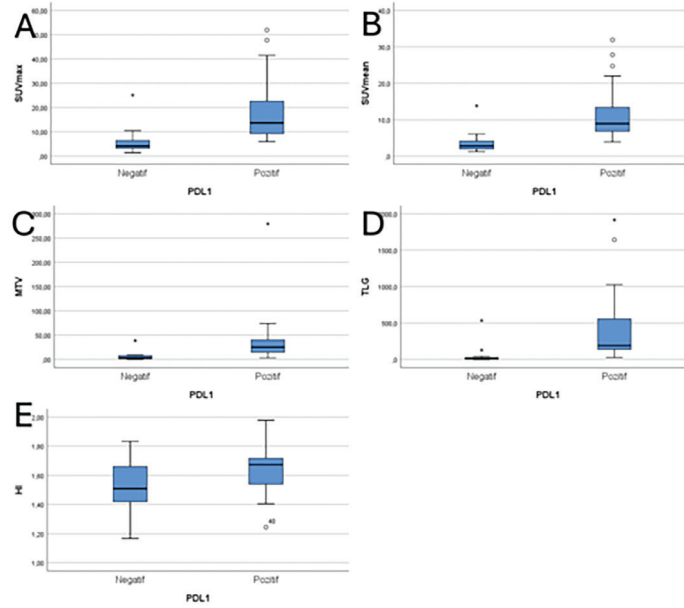 A
SUVmax
60,00
50,00
40,00
30,00
20,00
10,00
,00
Negatif
Pozitif
PDL1
B
SUVmean
40,0
30,0
20,0
10,0
,0
Negatif
Pozitif
PDL1
C
MTV
300,00
250,00
200,00
150,00
100,00
50,00
,00
Negatif
Pozitif
PDL1
D
TLG
2000,0
1500,0
1000,0
500,0
,0
Negatif
Pozitif
PDL1
E
HI
2,00
1,80
1,60
1,40
1,20
1,00
40
Negatif
Pozitif
PDL1